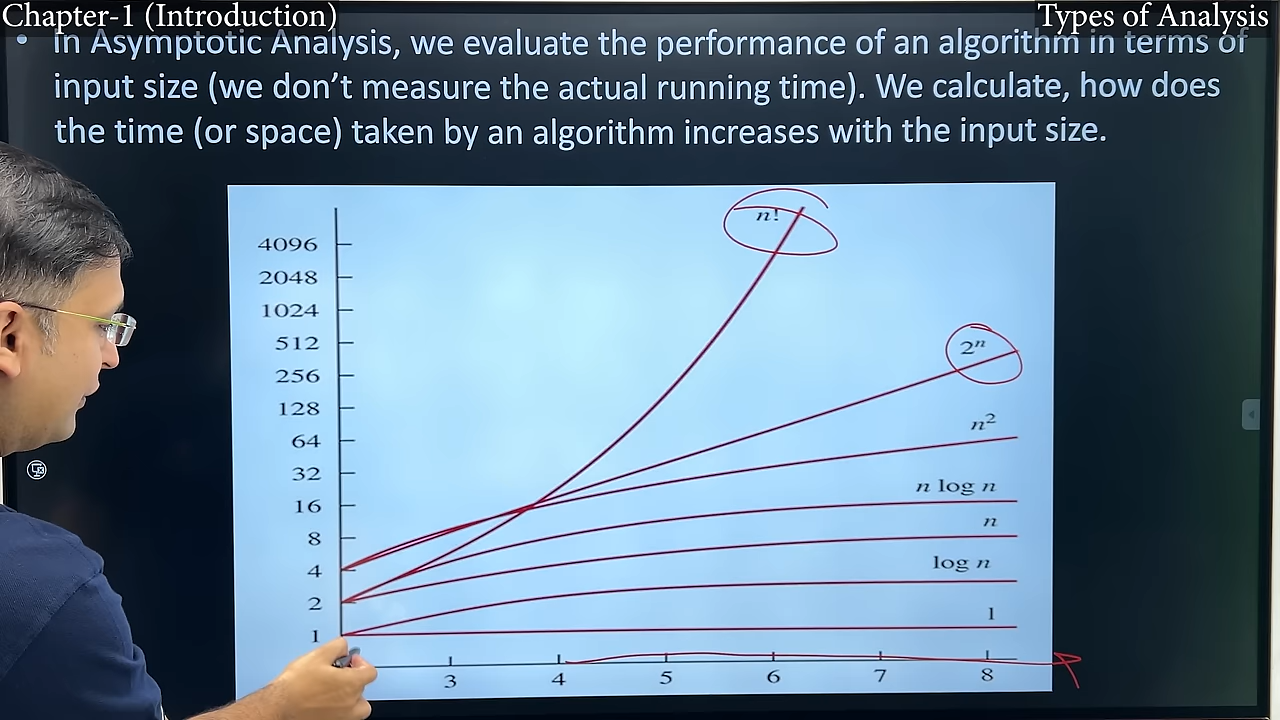 Chapter-1 (Introduction)
Types of Analysis
• In Asymptotic Analysis, we evaluate the performance of an algorithm in terms of
input size (we don’t measure the actual running time). We calculate, how does
the time (or space) taken by an algorithm increases with the input size.
n!
4096
2048
1024
512
2ⁿ
256
128
n²
64
32
n log n
16
n
8
log n
4
2
1
1
3 4 5 6 7 8